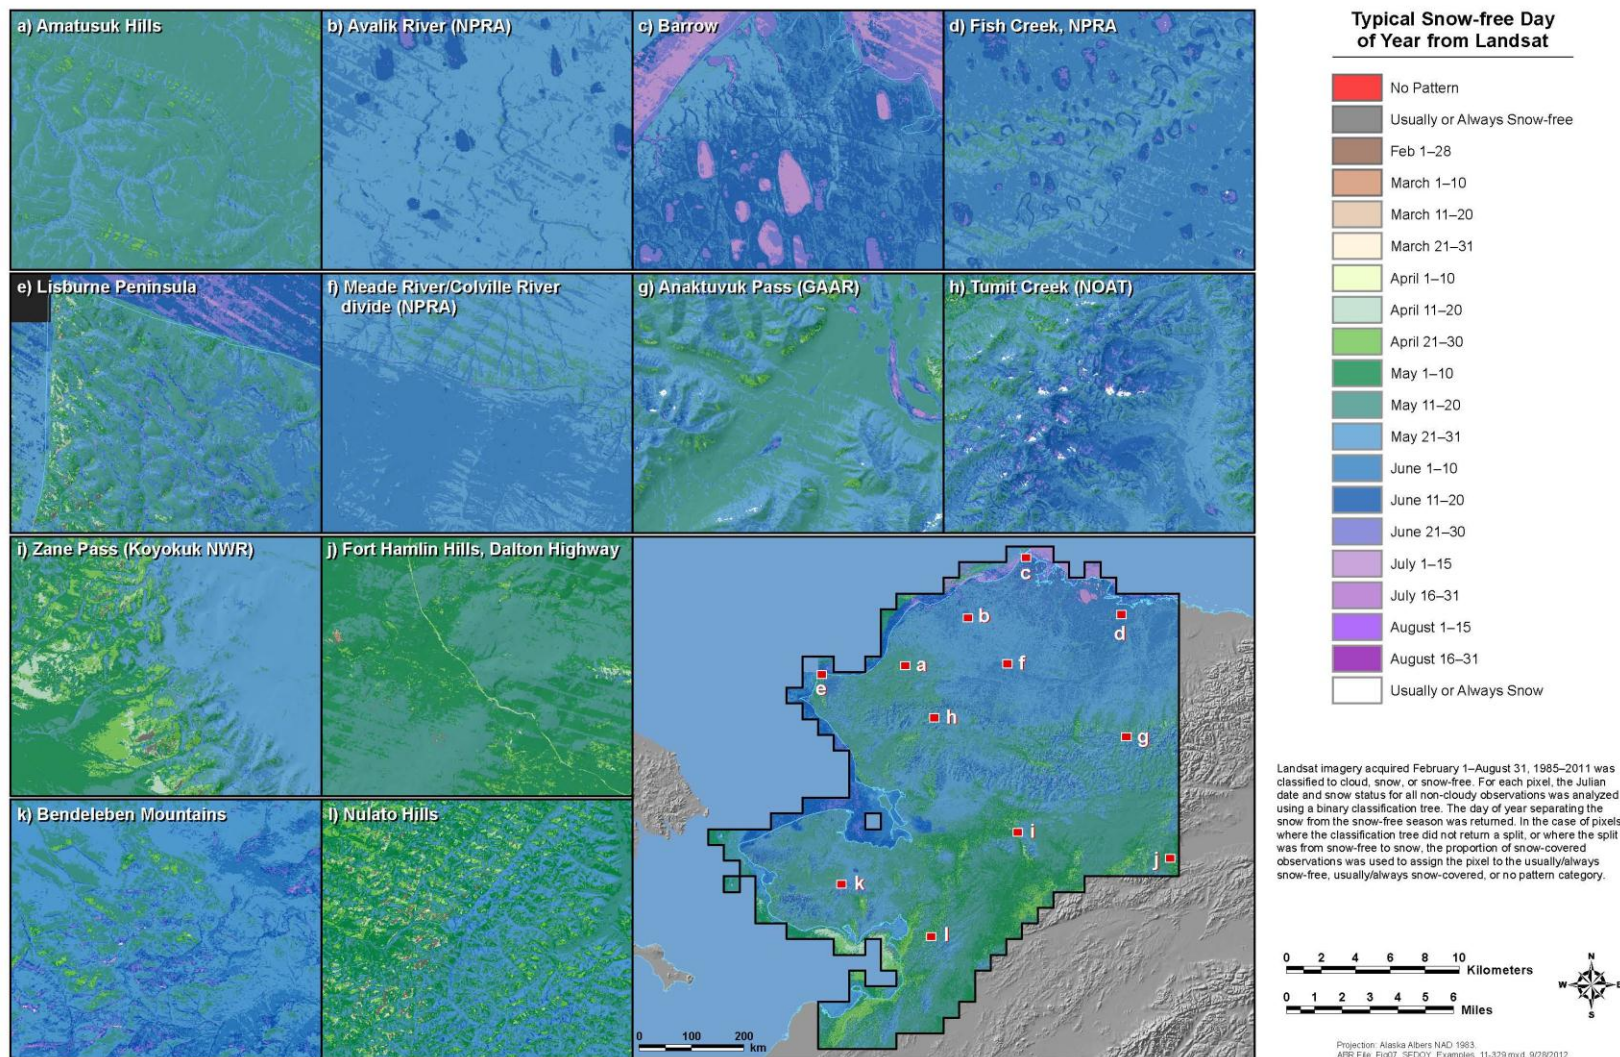 a) Amatusuk Hills
b) Avalik River (NPRA)
c) Barrow
d) Fish Creek, NPRA
e) Lisburne Peninsula
f) Meade River/Colville River
divide (NPRA)
g) Anaktuvuk Pass (GAAR)
h) Tumit Creek (NOAT)
i) Zane Pass (Koyokuk NWR)
j) Fort Hamlin Hills, Dalton Highway
k) Bendeleben Mountains
l) Nulato Hills
c
b
d
a
f
e
h
g
i
j
k
l
0 100 200
km
Typical Snow-free Day
of Year from Landsat
No Pattern
Usually or Always Snow-free
Feb 1–28
March 1–10
March 11–20
March 21–31
April 1–10
April 11–20
April 21–30
May 1–10
May 11–20
May 21–31
June 1–10
June 11–20
June 21–30
July 1–15
July 16–31
August 1–15
August 16–31
Usually or Always Snow
Landsat imagery acquired February 1–August 31, 1985–2011 was
classified to cloud, snow, or snow-free. For each pixel, the Julian
date and snow status for all non-cloudy observations was analyzed
using a binary classification tree. The day of year separating the
snow from the snow-free season was returned. In the case of pixels
where the classification tree did not return a split, or where the split
was from snow-free to snow, the proportion of snow-covered
observations was used to assign the pixel to the usually/always
snow-free, usually/always snow-covered, or no pattern category.
0 2 4 6 8 10
Kilometers
0 1 2 3 4 5 6
Miles
N
W E
S
Projection: Alaska Albers NAD 1983.
ABR File: Fig07_SFDOY_Examples_11-329.mxd, 9/28/2012